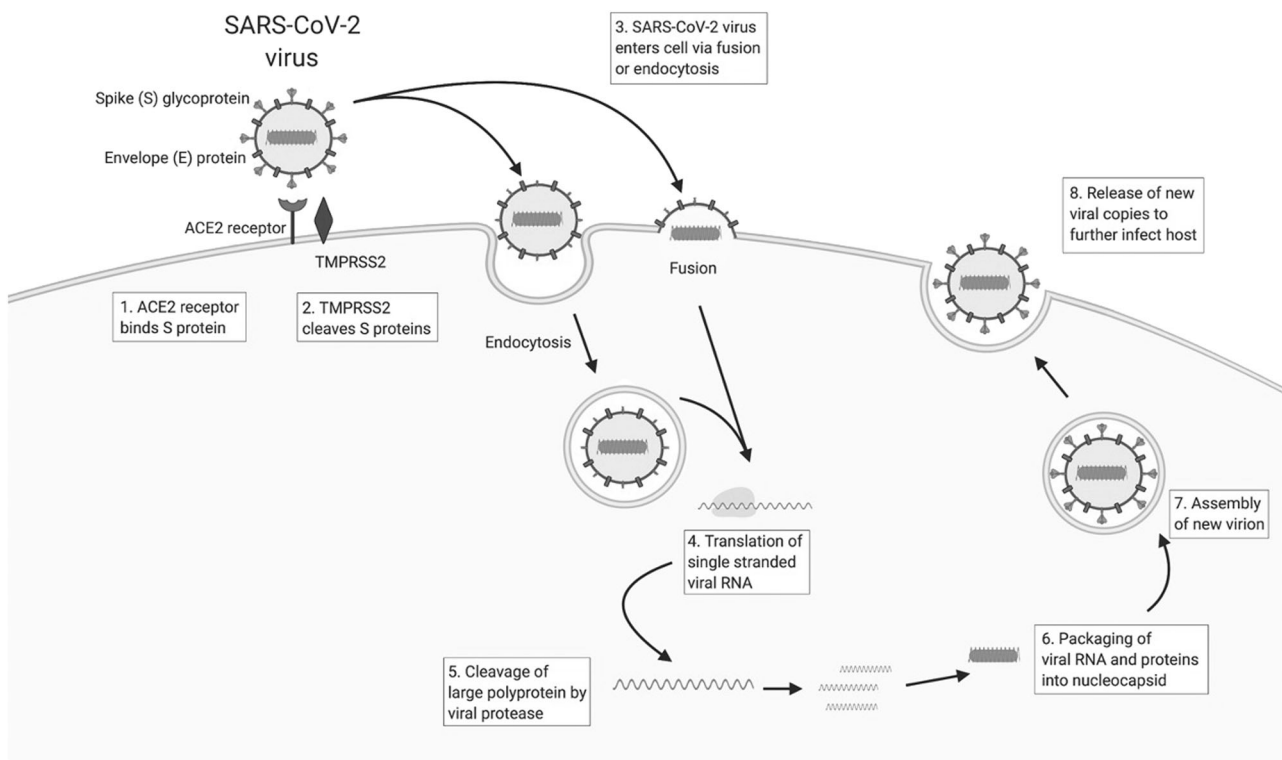 SARS-CoV-2
virus
Spike (S) glycoprotein
Envelope (E) protein
ACE2 receptor
TMPRSS2
1. ACE2 receptor
binds S protein
2. TMPRSS2
cleaves S proteins
3. SARS-CoV-2 virus
enters cell via fusion
or endocytosis
Fusion
Endocytosis
4. Translation of
single stranded
viral RNA
5. Cleavage of
large polyprotein by
viral protease
6. Packaging of
viral RNA and proteins
into nucleocapsid
7. Assembly
of new virion
8. Release of new
viral copies to
further infect host